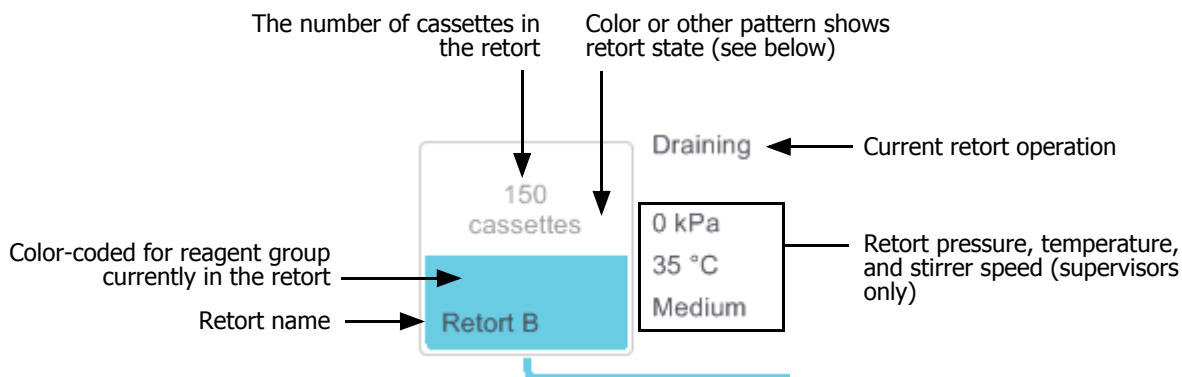 The number of cassettes in
the retort
Color or other pattern shows
retort state (see below)
Draining
Current retort operation
150
cassettes
0 kPa
35 °C
Medium
Retort pressure, temperature,
and stirrer speed (supervisors
only)
Color-coded for reagent group
currently in the retort
Retort name
Retort B